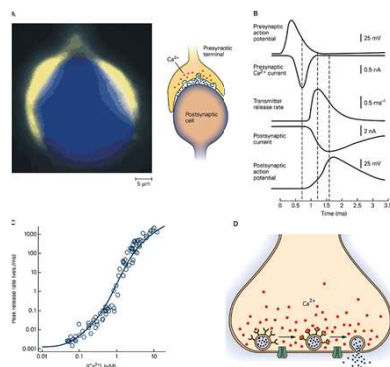 Presynaptic
terminal
Ca²⁺
Postsynaptic
cell
5 μm
B
Presynaptic
action
potential
25 mV
Presynaptic
Ca²⁺ current
0.5 nA
Transmitter
release rate
0.5 ms⁻¹
Postsynaptic
current
2 nA
Postsynaptic
action
potential
25 mV
0 0.5 1.0 1.5 2.0 2.5 3.0
Time (ms)
Peak release rate (ves./ms)
1000
100
10
1
0.1
0.01
0.001
0.01 0.1 1 10
D
Ca²⁺